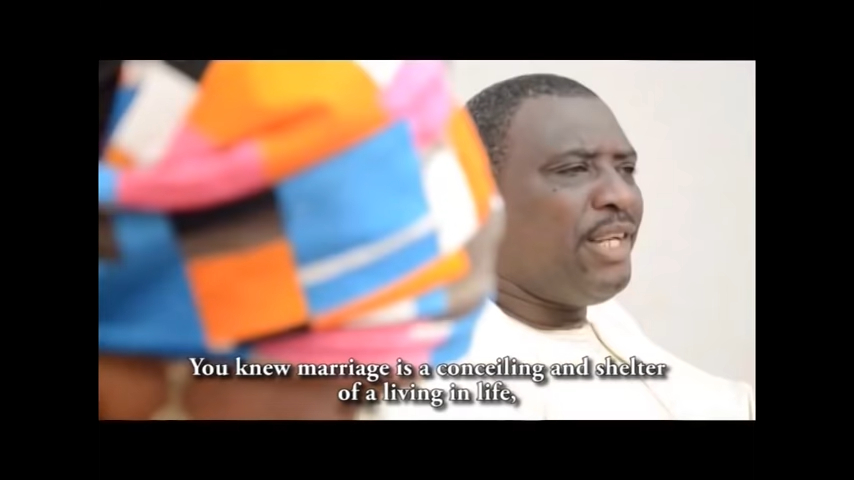 You knew marriage is a conceiling and shelter
of a living in life,